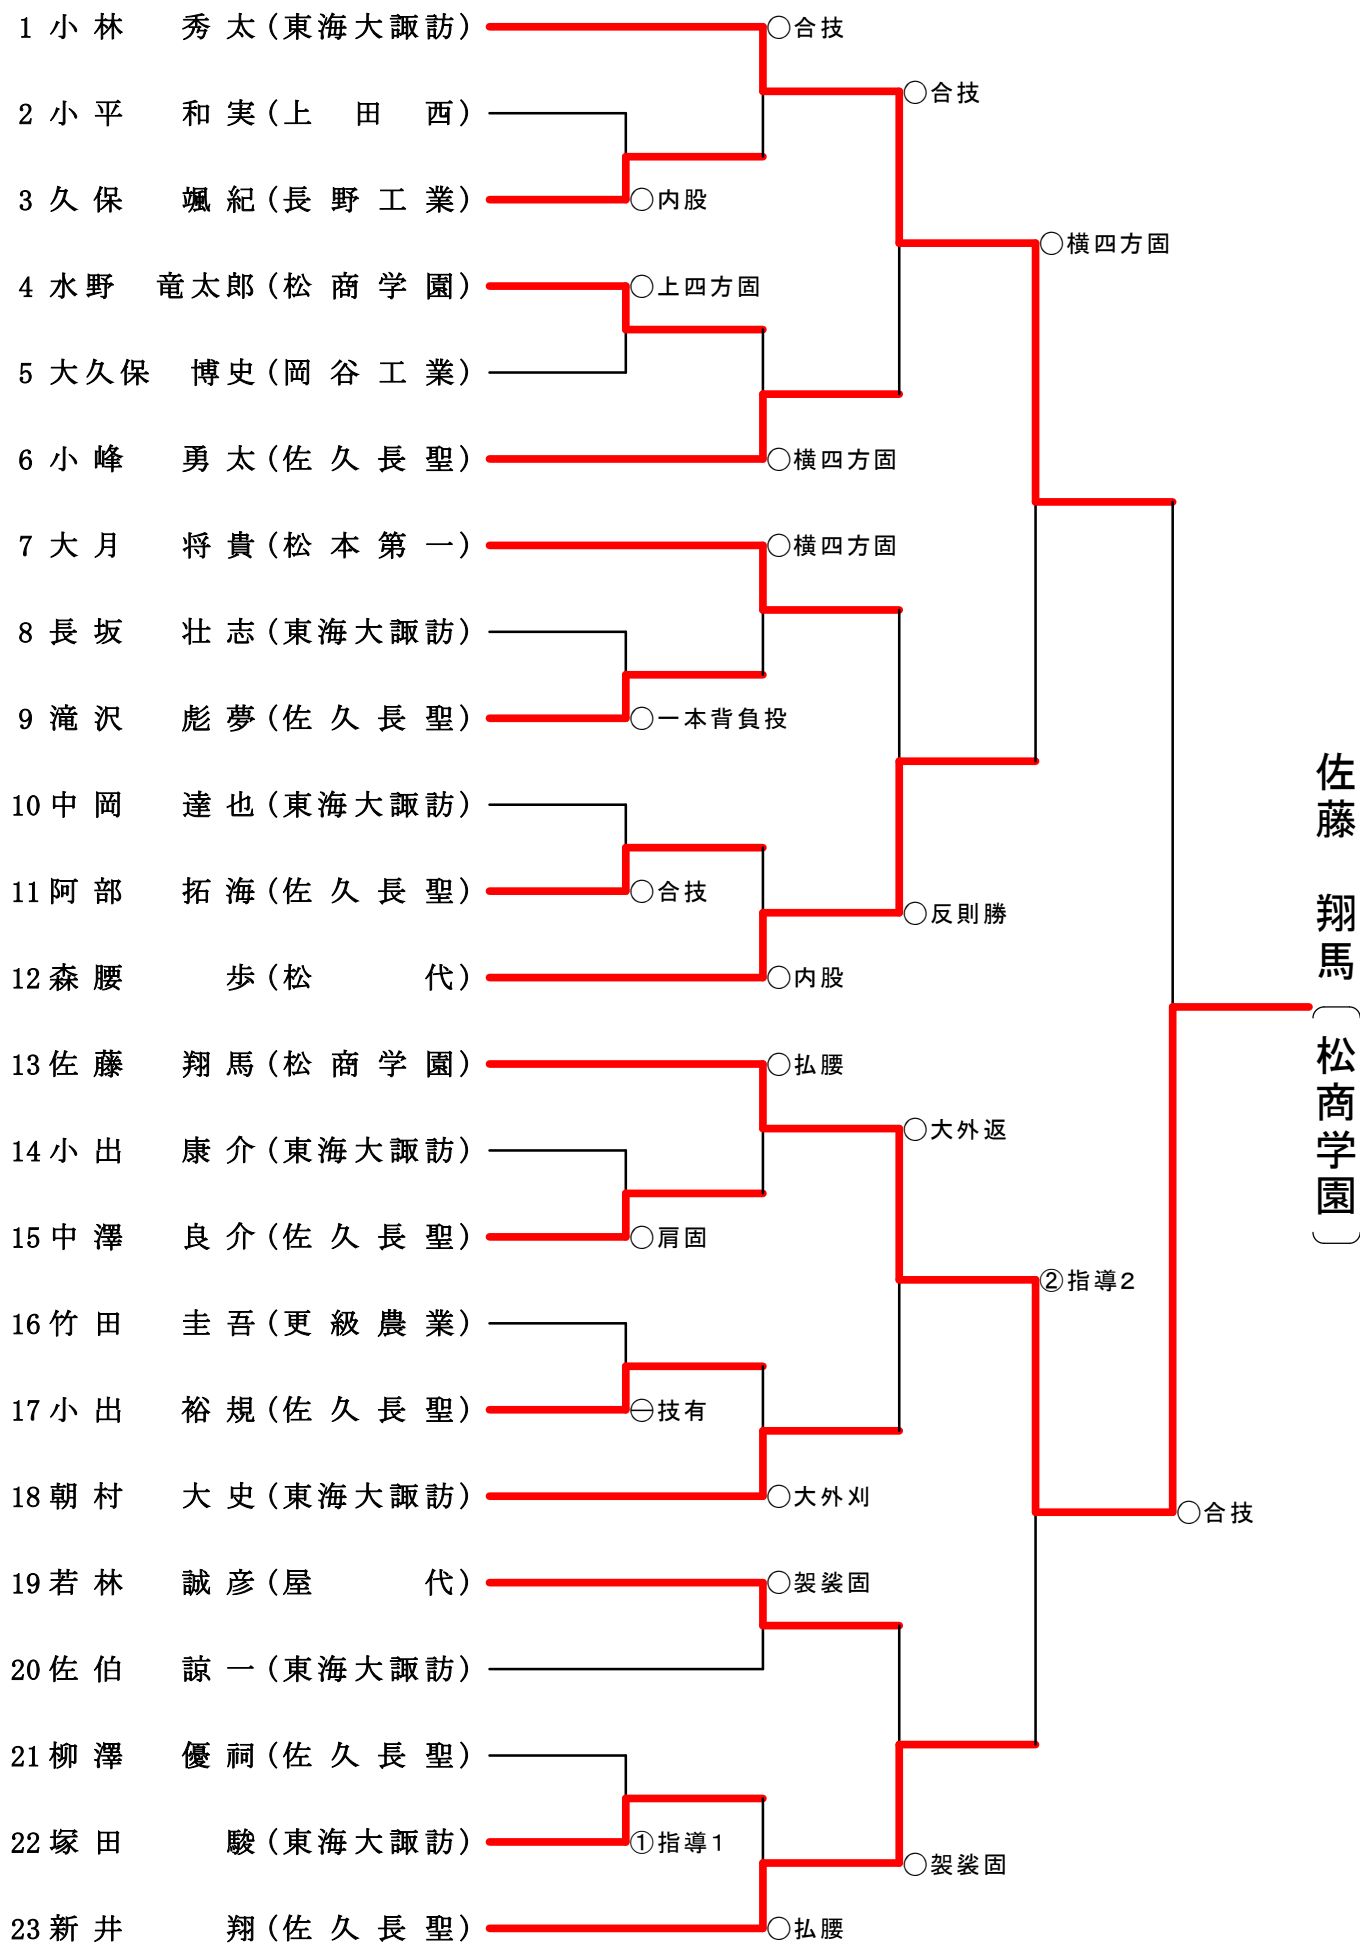 1 小林 秀太(東海大諏訪)
○合技
○合技
2 小平 和実(上田西)
3 久保 颯紀(長野工業)
○内股
○横四方固
4 水野 竜太郎(松商学園)
○上四方固
5 大久保 博史(岡谷工業)
6 小峰 勇太(佐久長聖)
○横四方固
7 大月 将貴(松本第一)
○横四方固
8 長坂 壮志(東海大諏訪)
9 滝沢 彪夢(佐久長聖)
○一本背負投
10 中岡 達也(東海大諏訪)
11 阿部 拓海(佐久長聖)
○合技
○反則勝
12 森腰 歩(松代)
○内股
佐藤 翔馬(松商学園)
13 佐藤 翔馬(松商学園)
○払腰
○大外返
14 小出 康介(東海大諏訪)
15 中澤 良介(佐久長聖)
○肩固
②指導2
16 竹田 圭吾(更級農業)
17 小出 裕規(佐久長聖)
㊀技有
18 朝村 大史(東海大諏訪)
○大外刈
○合技
19 若林 誠彦(屋代)
○袈裟固
20 佐伯 諒一(東海大諏訪)
21 柳澤 優祠(佐久長聖)
22 塚田 駿(東海大諏訪)
①指導1
○袈裟固
23 新井 翔(佐久長聖)
○払腰